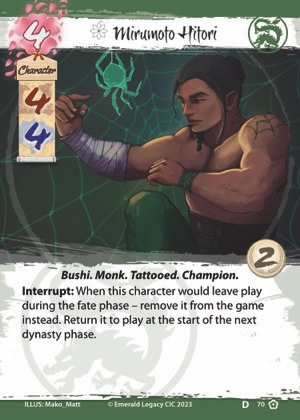 4
Mirumoto Hitori
Character
4
4
2
Bushi. Monk. Tattooed. Champion.
Interrupt: When this character would leave play
during the fate phase – remove it from the game
instead. Return it to play at the start of the next
dynasty phase.
ILLUS: Mako_Matt © Emerald Legacy CIC 2023 D 70